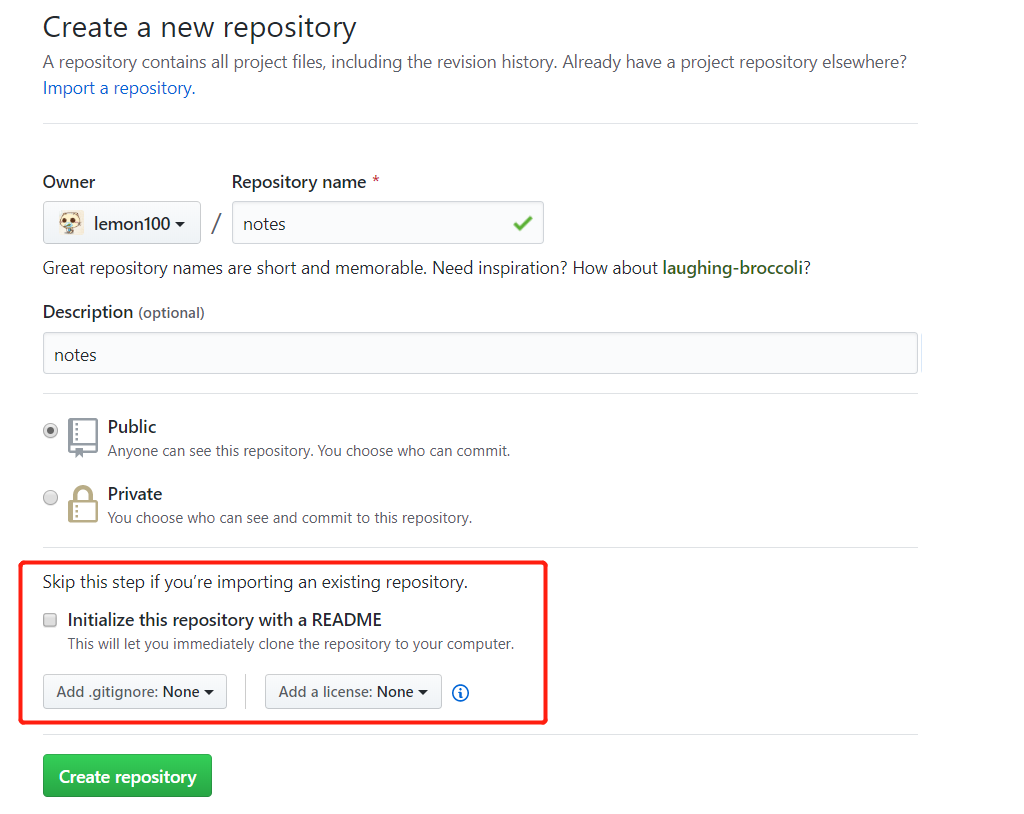 Create a new repository
A repository contains all project files, including the revision history. Already have a project repository elsewhere?
Import a repository.
Owner Repository name *
lemon100 / notes
Great repository names are short and memorable. Need inspiration? How about laughing-broccoli?
Description (optional)
notes
Public
Anyone can see this repository. You choose who can commit.
Private
You choose who can see and commit to this repository.
Skip this step if you’re importing an existing repository.
Initialize this repository with a README
This will let you immediately clone the repository to your computer.
Add .gitignore: None Add a license: None
Create repository